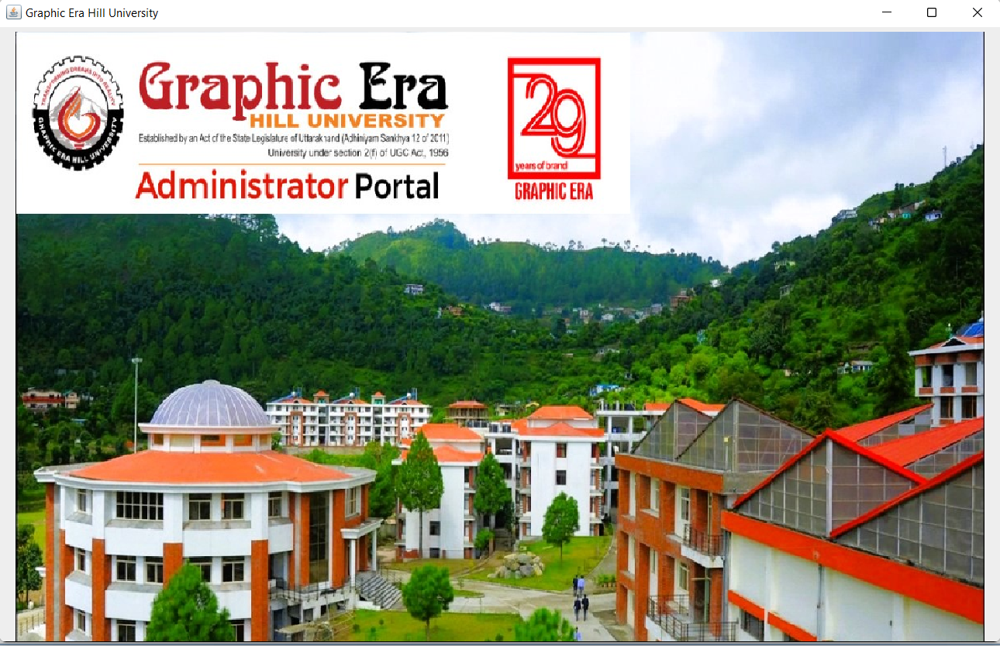 Graphic Era Hill University
TRANSFORMING DREAMS INTO REALITY
GRAPHIC ERA HILL UNIVERSITY
Graphic Era
HILL UNIVERSITY
Established by an Act of the State Legislature of Uttarakhand (Adhiniyam Sankhya 12 of 2011)
University under section 2(f) of UGC Act, 1956
Administrator Portal
29
years of brand
GRAPHIC ERA